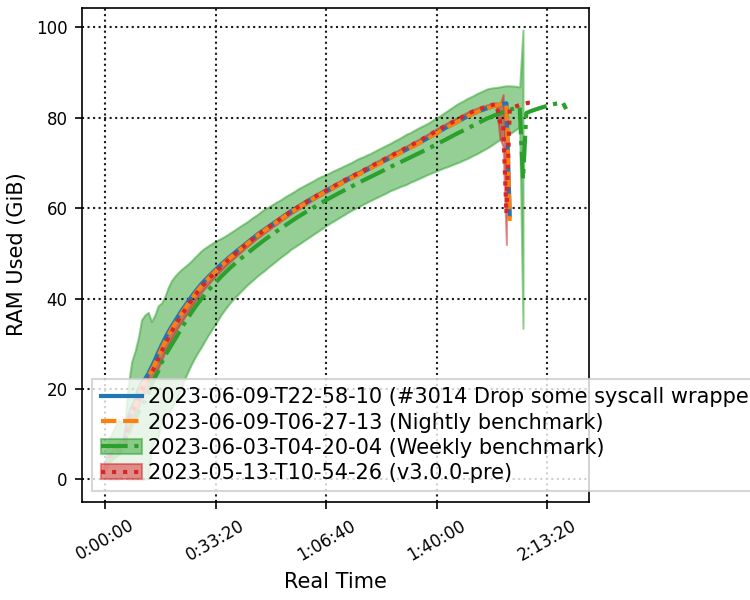 100
80
60
40
20
0
RAM Used (GiB)
2023-06-09-T22-58-10 (#3014 Drop some syscall wrappe
2023-06-09-T06-27-13 (Nightly benchmark)
2023-06-03-T04-20-04 (Weekly benchmark)
2023-05-13-T10-54-26 (v3.0.0-pre)
0:00:00
0:33:20
1:06:40
1:40:00
2:13:20
Real Time